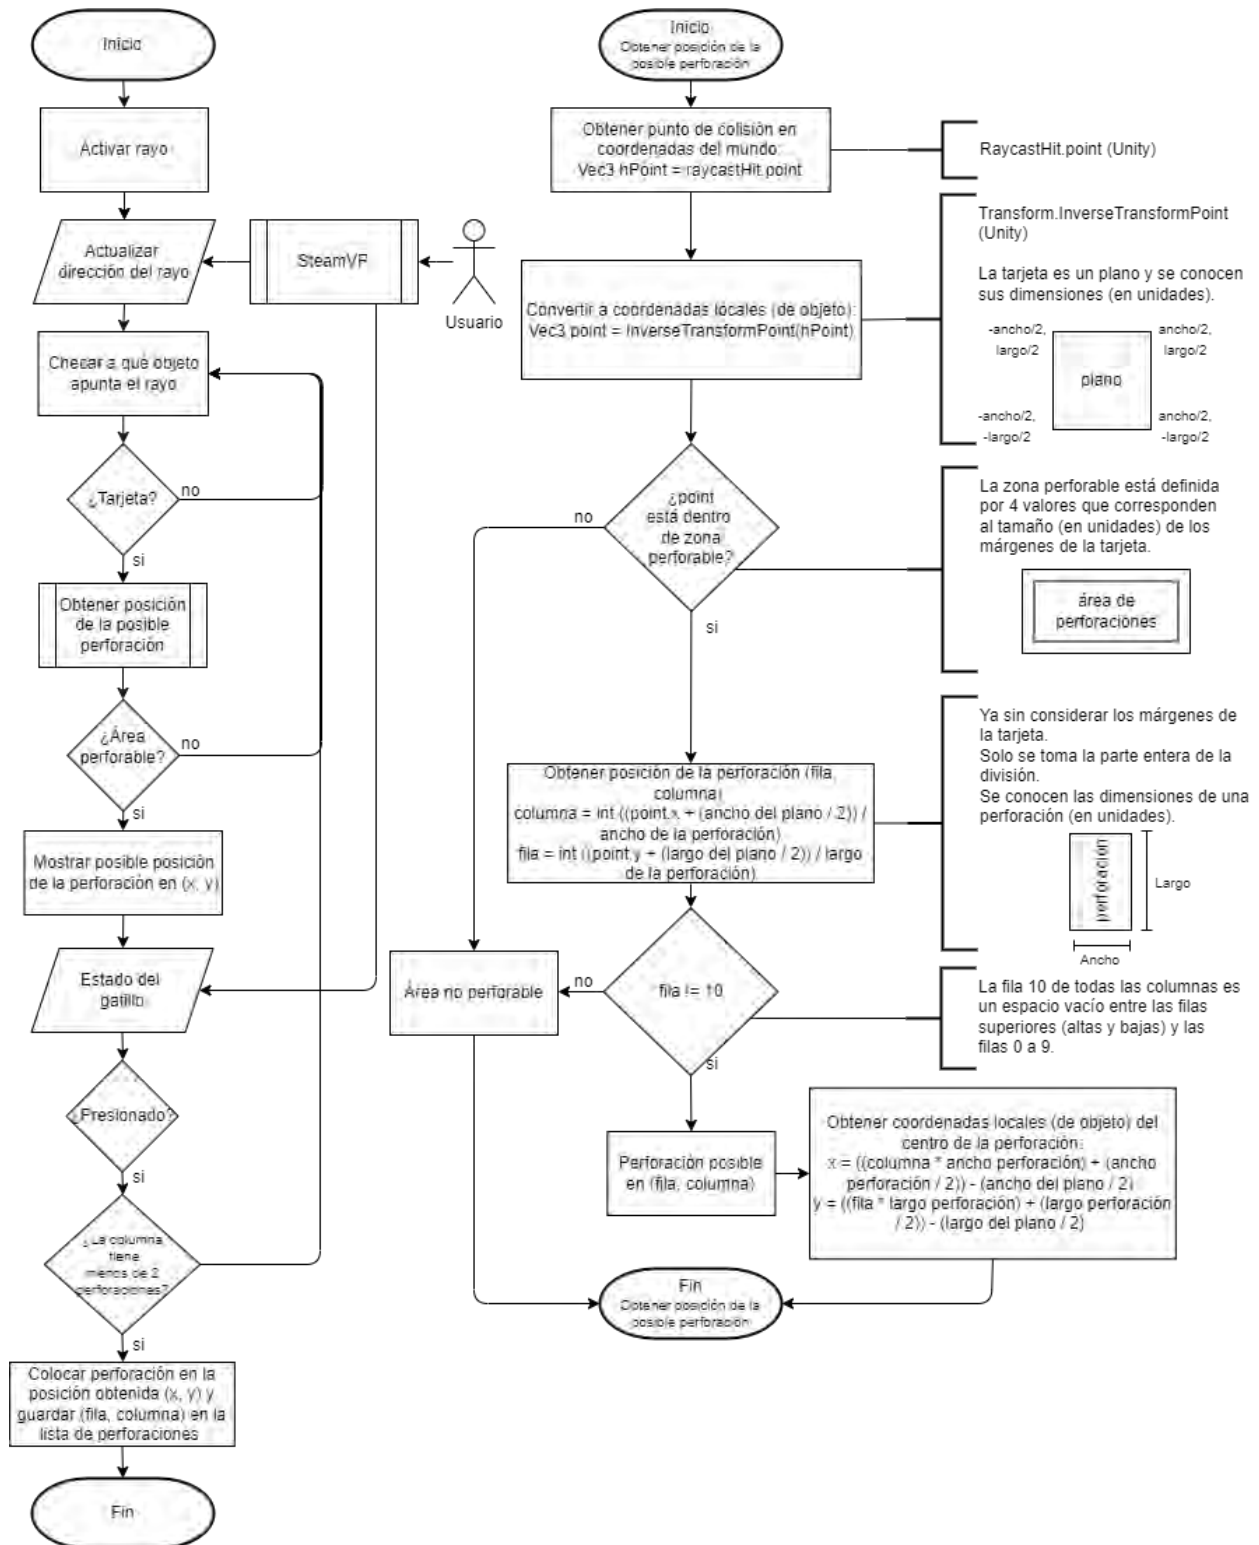 Inicio
Activar rayo
Actualizar
dirección del rayo
SteamVR
Usuario
Checar a qué objeto
apunta el rayo
¿Tarjeta?
no
si
Obtener posición
de la posible
perforación
¿Área
perforable?
no
si
Mostrar posible posición
de la perforación en (x, y)
Estado del
gatillo
¿Presionado?
si
¿La columna
tiene
menos de 2
perforaciones?
si
Colocar perforación en la
posición obtenida (x, y) y
guardar (fila, columna) en la
lista de perforaciones
Fin
Inicio
Obtener posición de la
posible perforación
Obtener punto de colisión en
coordenadas del mundo:
Vec3 hPoint = raycastHit.point
RaycastHit.point (Unity)
Convertir a coordenadas locales (de objeto):
Vec3 point = InverseTransformPoint(hPoint)
Transform.InverseTransformPoint
(Unity)
La tarjeta es un plano y se conocen
sus dimensiones (en unidades).
-ancho/2,
largo/2
ancho/2,
largo/2
plano
-ancho/2,
-largo/2
ancho/2,
-largo/2
¿point
está dentro
de zona
perforable?
no
si
La zona perforable está definida
por 4 valores que corresponden
al tamaño (en unidades) de los
márgenes de la tarjeta.
área de
perforaciones
Obtener posición de la perforación (fila,
columna)
columna = int ((point.x + (ancho del plano / 2)) /
ancho de la perforación)
fila = int ((point.y + (largo del plano / 2)) / largo
de la perforación)
Ya sin considerar los márgenes de
la tarjeta.
Solo se toma la parte entera de la
división.
Se conocen las dimensiones de una
perforación (en unidades).
perforación
Largo
Ancho
fila != 10
no
si
Área no perforable
La fila 10 de todas las columnas es
un espacio vacío entre las filas
superiores (altas y bajas) y las
filas 0 a 9.
Perforación posible
en (fila, columna)
Obtener coordenadas locales (de objeto) del
centro de la perforación:
x = ((columna * ancho perforación) + (ancho
perforación / 2)) - (ancho del plano / 2)
y = ((fila * largo perforación) + (largo perforación
/ 2)) - (largo del plano / 2)
Fin
Obtener posición de la
posible perforación